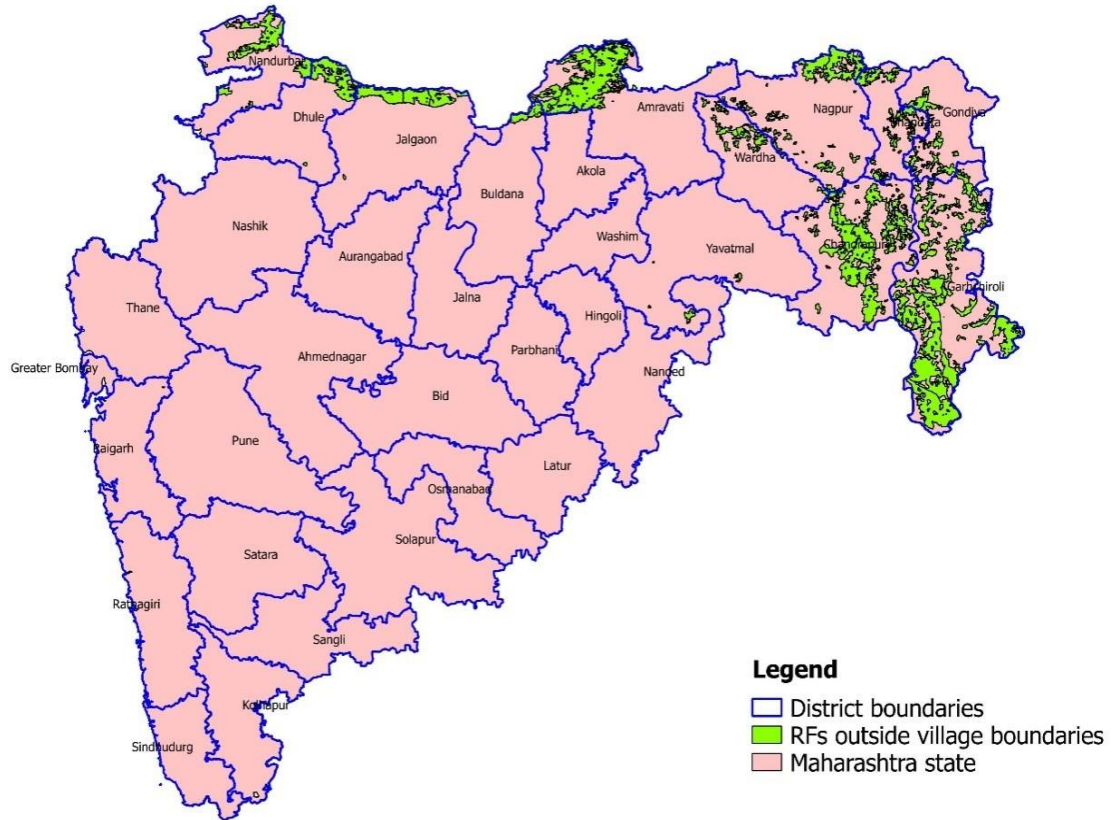 Nandurbar
Dhule
Jalgaon
Amravati
Nagpur
Gondiya
Wardha
Akola
Buldana
Nashik
Washim
Yavatmal
Chandrapur
Aurangabad
Jalna
Hingoli
Garhchiroli
Thane
Parbhani
Ahmednagar
Greater Bombay
Nanded
Bid
Raigarh
Pune
Latur
Osmanabad
Solapur
Satara
Ratnagiri
Sangli
Kolhapur
Sindhudurg
Legend
District boundaries
RFs outside village boundaries
Maharashtra state